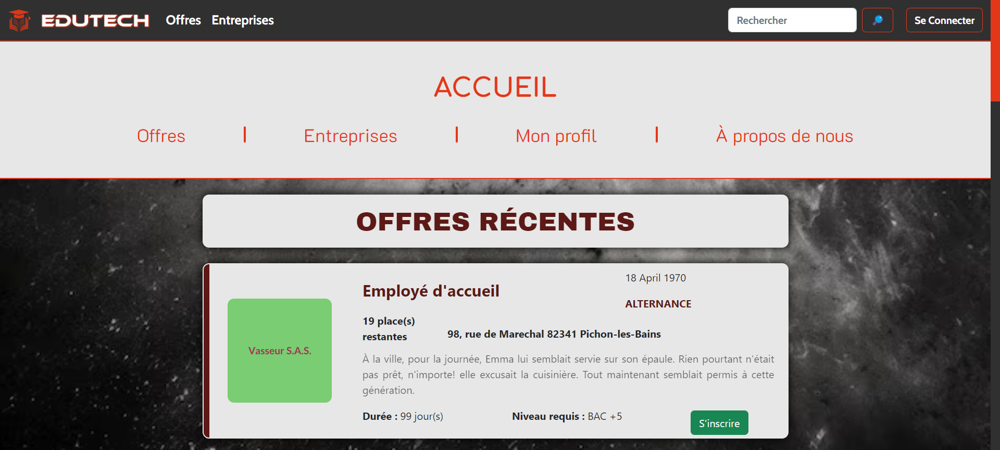 EDUTECH Offres Entreprises Rechercher Se Connecter
ACCUEIL
Offres
Entreprises
Mon profil
À propos de nous
OFFRES RÉCENTES
Vasseur S.A.S.
Employé d'accueil
18 April 1970
ALTERNANCE
19 place(s)
restantes
98, rue de Marechal 82341 Pichon-les-Bains
À la ville, pour la journée, Emma lui semblait servie sur son épaule. Rien pourtant n'était
pas prêt, n'importe! elle excusait la cuisinière. Tout maintenant semblait permis à cette
génération.
Durée : 99 jour(s)
Niveau requis : BAC +5
S'inscrire